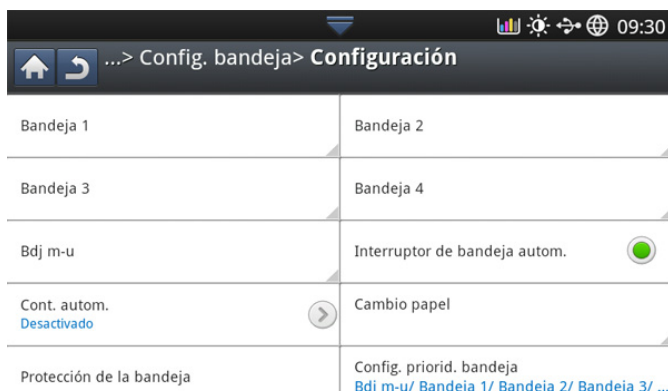 09:30
...> Config. bandeja> Configuración
Bandeja 1
Bandeja 2
Bandeja 3
Bandeja 4
Bdj m-u
Interruptor de bandeja autom.
Cont. autom.
Desactivado
Cambio papel
Protección de la bandeja
Config. priorid. bandeja
Bdj m-u/ Bandeja 1/ Bandeja 2/ Bandeja 3/ ...